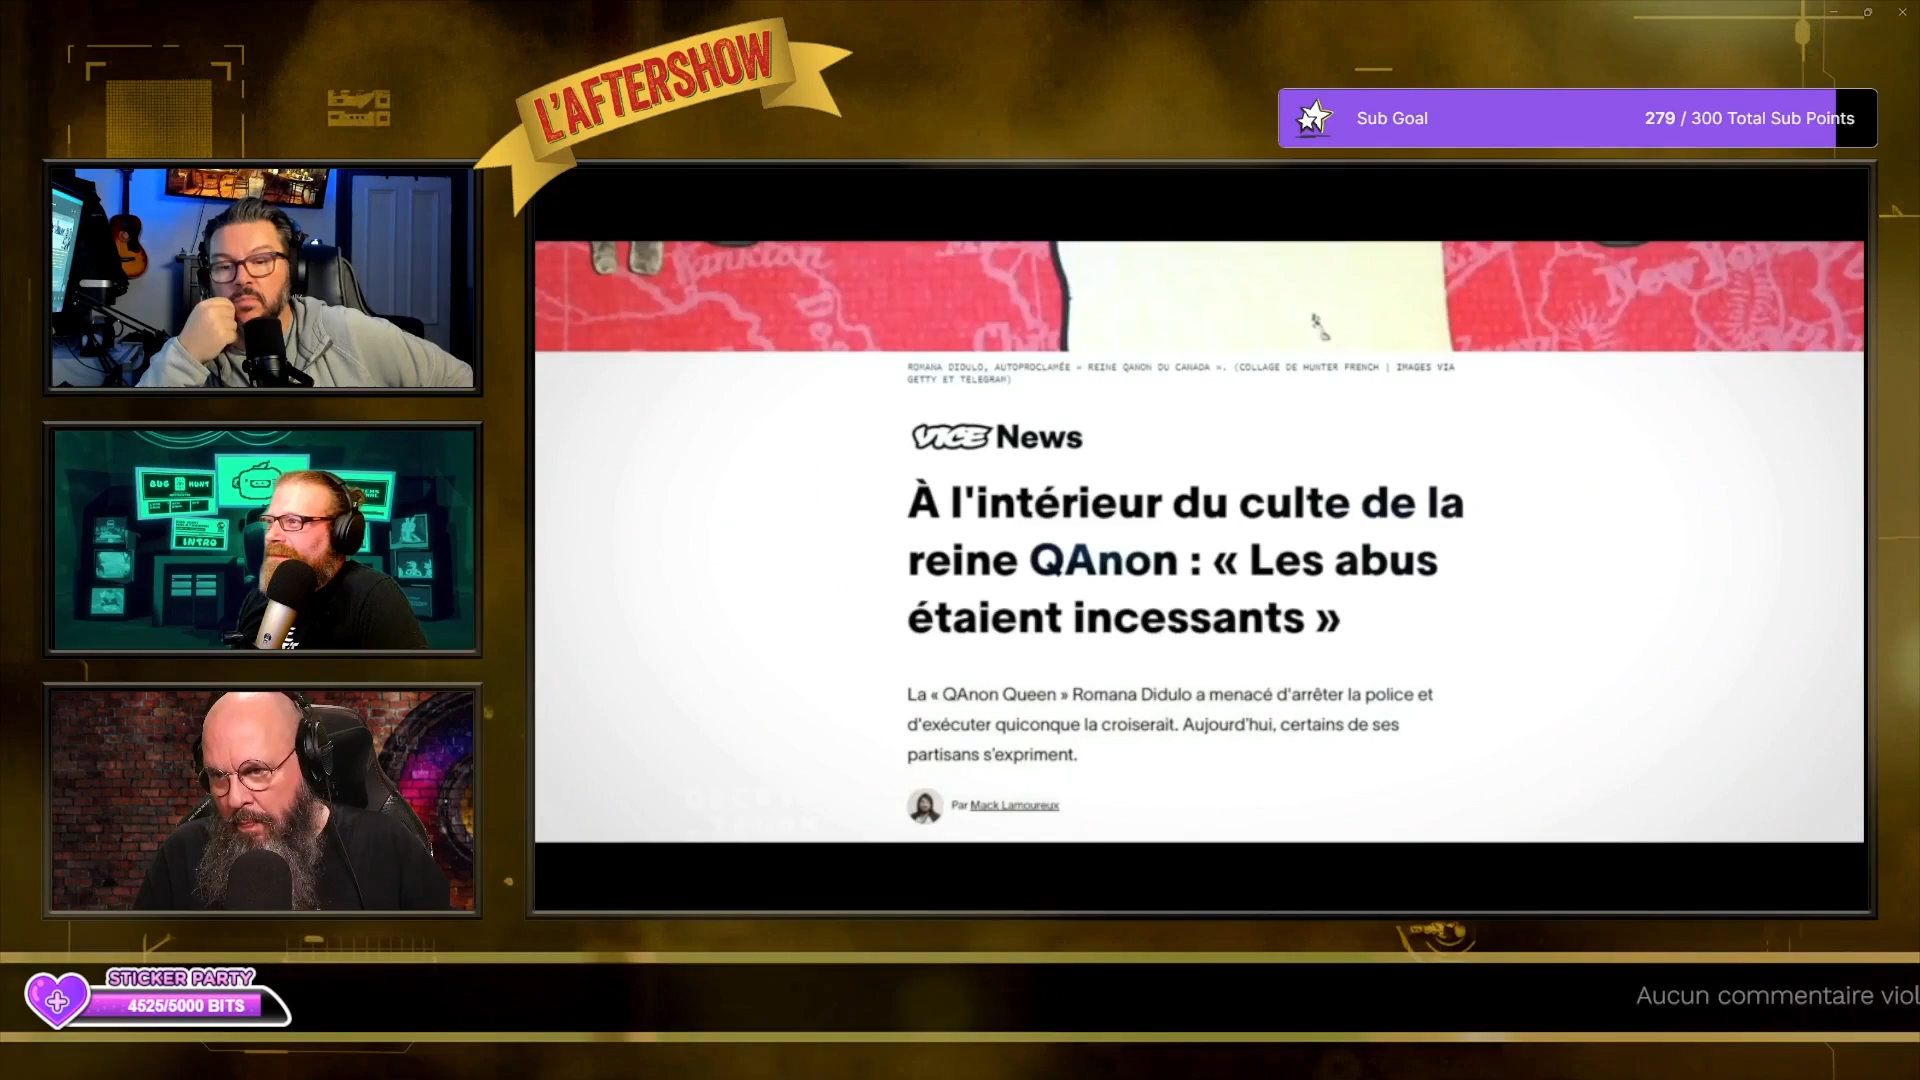 L'AFTERSHOW
Sub Goal
279 / 300 Total Sub Points
BUG HUNT
INTRO
ROMANA DIDULO, AUTOPROCLAMÉE « REINE QANON DU CANADA ». (COLLAGE DE HUNTER FRENCH | IMAGES VIA
GETTY ET TELEGRAM)
VICE News
À l'intérieur du culte de la
reine QAnon : « Les abus
étaient incessants »
La « QAnon Queen » Romana Didulo a menacé d'arrêter la police et
d'exécuter quiconque la croiserait. Aujourd'hui, certains de ses
partisans s'expriment.
Par Mack Lamoureux
STICKER PARTY
4525/5000 BITS
Aucun commentaire viol